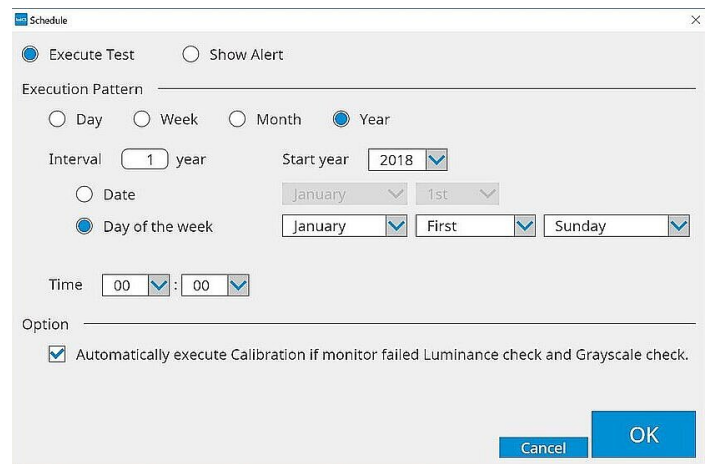 Schedule
Execute Test Show Alert
Execution Pattern
Day Week Month Year
Interval 1 year Start year 2018
Date January 1st
Day of the week January First Sunday
Time 00 : 00
Option
Automatically execute Calibration if monitor failed Luminance check and Grayscale check.
OK
Cancel